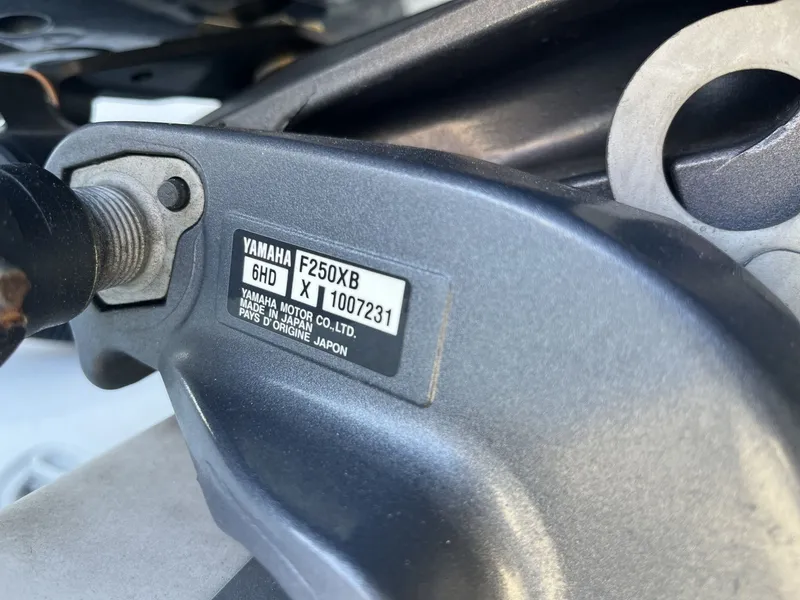 YAMAHA F250XB
6HD X 1007231
YAMAHA MOTOR CO.,LTD.
MADE IN JAPAN
PAYS D'ORIGINE JAPON